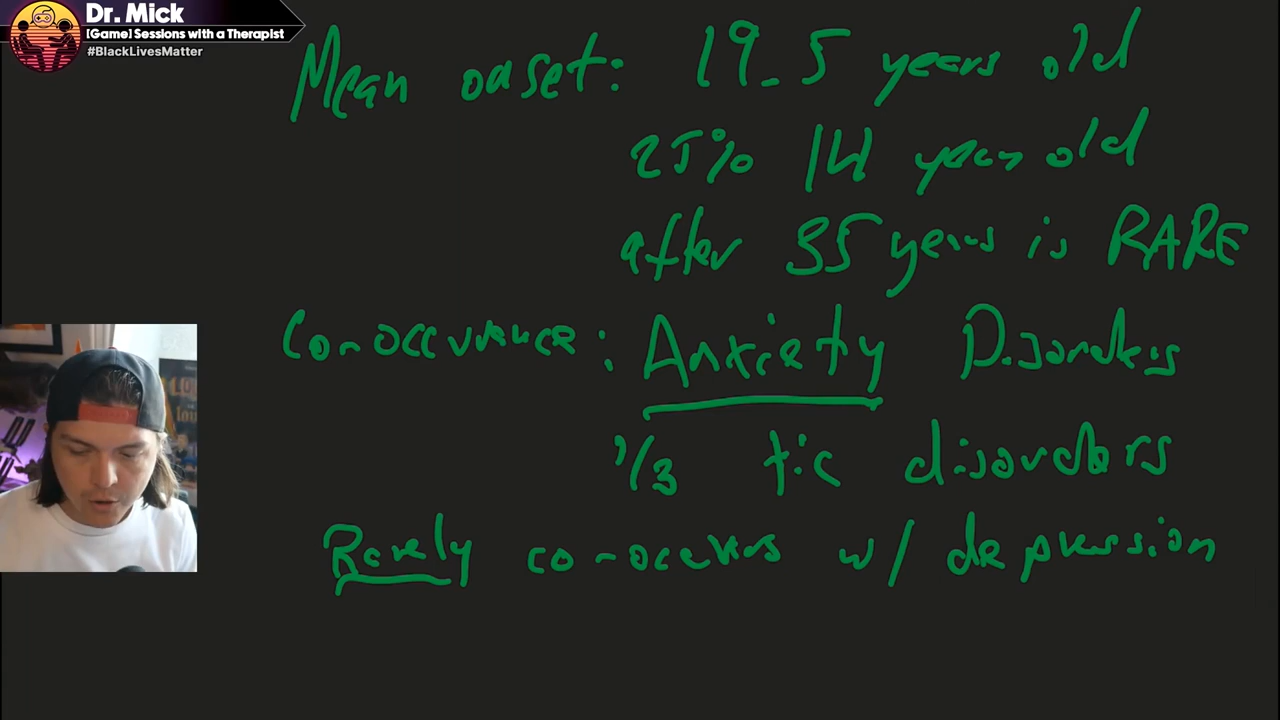 Dr. Mick
[Game] Sessions with a Therapist
#BlackLivesMatter
Mean onset: 19.5 years old
25% 14 years old
after 35 years is RARE
Co-occurence: Anxiety Disorders
1/3 tic disorders
Rarely co-occurs w/ depression